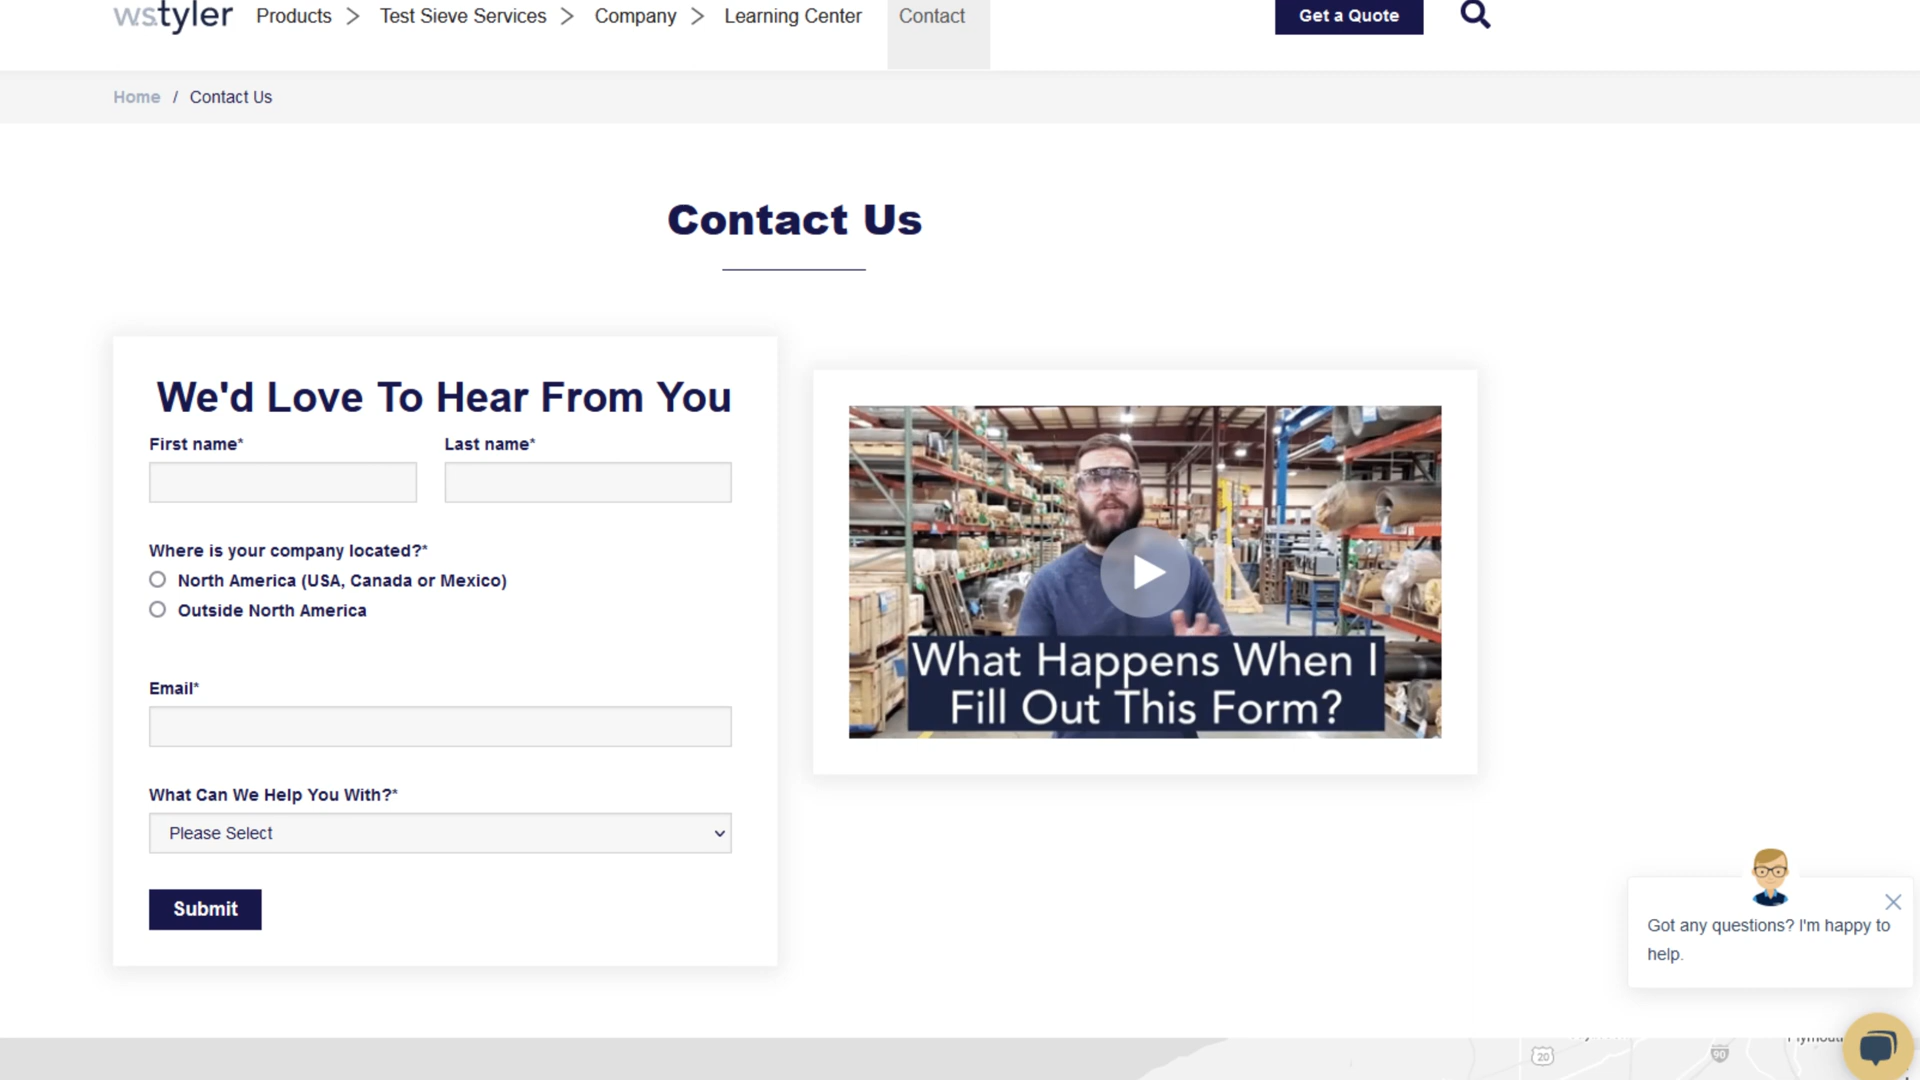 wstyler
Products
Test Sieve Services
Company
Learning Center
Contact
Get a Quote
Home / Contact Us
Contact Us
We'd Love To Hear From You
First name*
Last name*
Where is your company located?*
North America (USA, Canada or Mexico)
Outside North America
Email*
What Can We Help You With?*
Please Select
Submit
What Happens When I
Fill Out This Form?
Got any questions? I'm happy to
help.
20
90